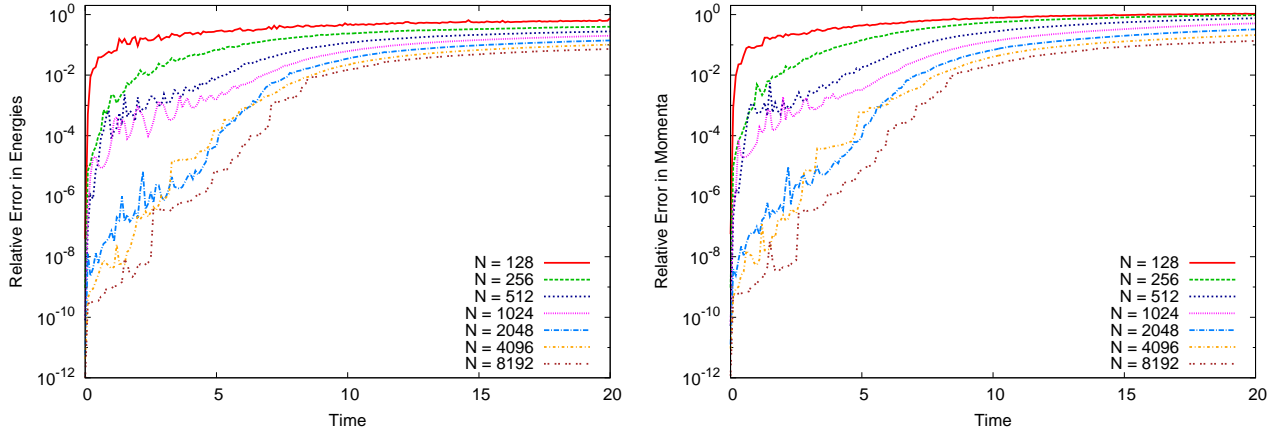 10^0
10^-2
10^-4
10^-6
10^-8
10^-10
10^-12
0 5 10 15 20
Time
Relative Error in Energies
N = 128
N = 256
N = 512
N = 1024
N = 2048
N = 4096
N = 8192
10^0
10^-2
10^-4
10^-6
10^-8
10^-10
10^-12
0 5 10 15 20
Time
Relative Error in Momenta
N = 128
N = 256
N = 512
N = 1024
N = 2048
N = 4096
N = 8192